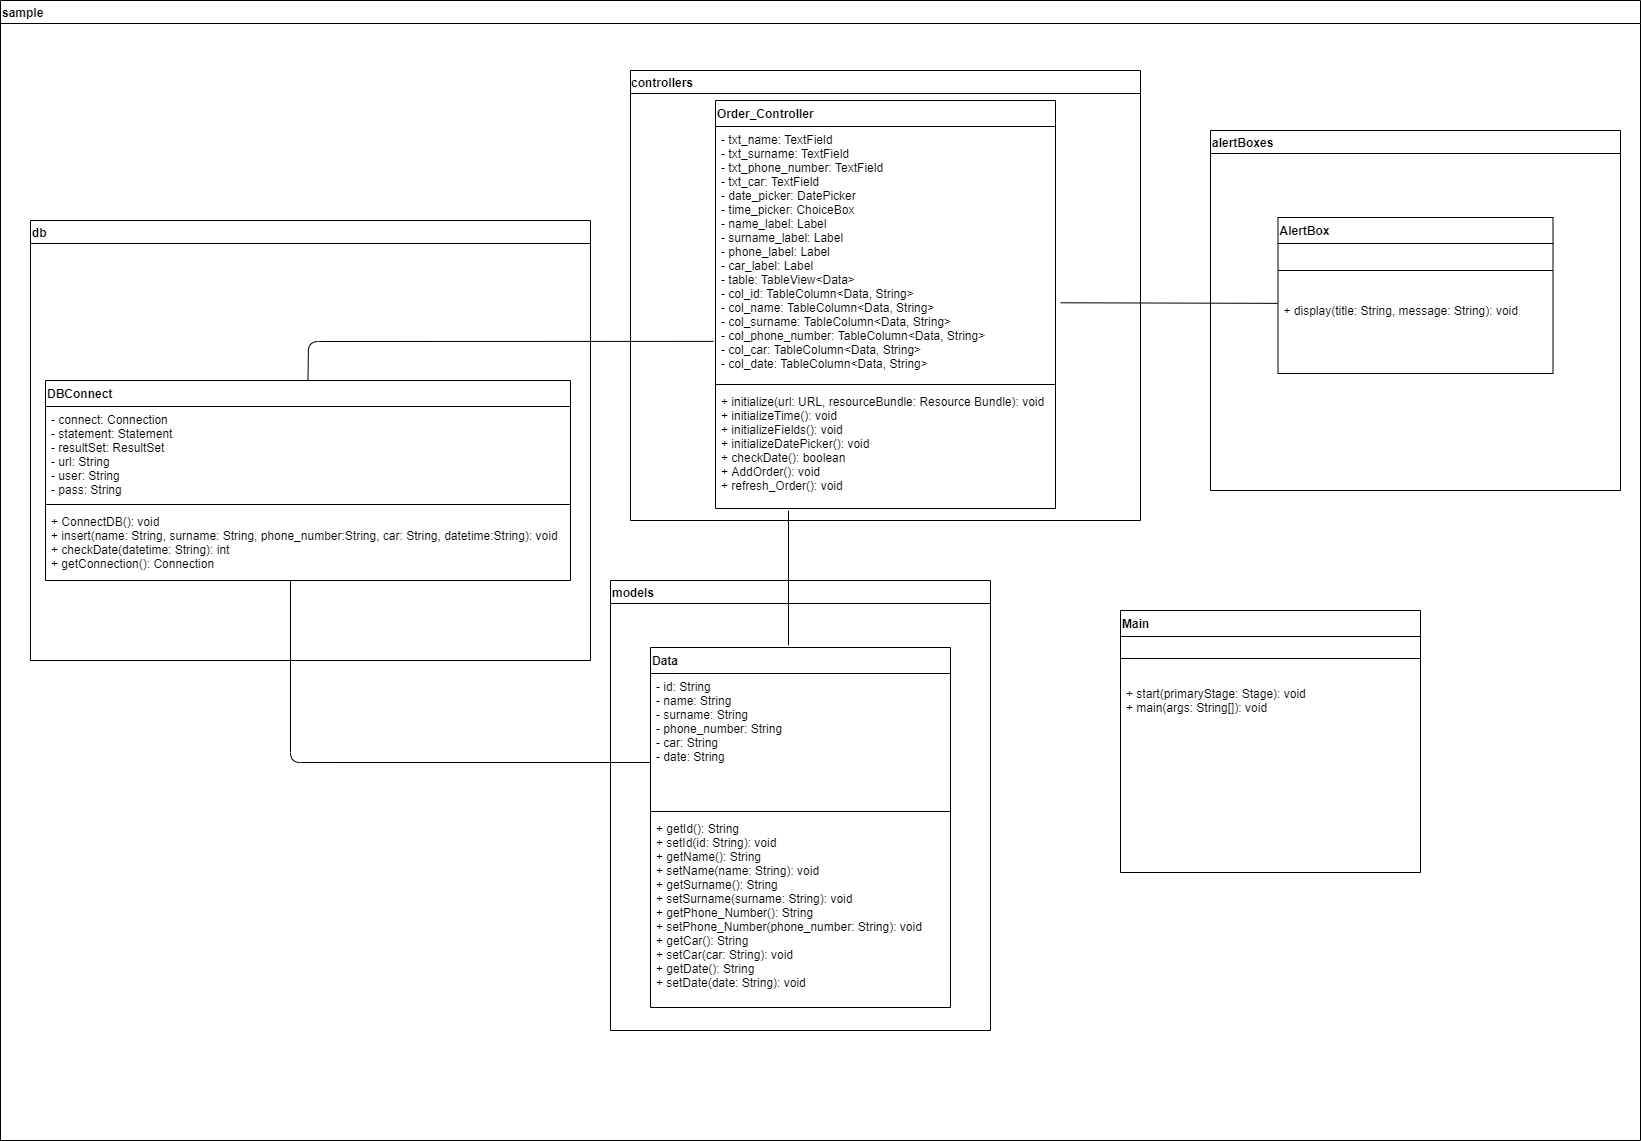 sample
controllers
Order_Controller
- txt_name: TextField
- txt_surname: TextField
- txt_phone_number: TextField
- txt_car: TextField
- date_picker: DatePicker
- time_picker: ChoiceBox
- name_label: Label
- surname_label: Label
- phone_label: Label
- car_label: Label
- table: TableView<Data>
- col_id: TableColumn<Data, String>
- col_name: TableColumn<Data, String>
- col_surname: TableColumn<Data, String>
- col_phone_number: TableColumn<Data, String>
- col_car: TableColumn<Data, String>
- col_date: TableColumn<Data, String>
+ initialize(url: URL, resourceBundle: Resource Bundle): void
+ initializeTime(): void
+ initializeFields(): void
+ initializeDatePicker(): void
+ checkDate(): boolean
+ AddOrder(): void
+ refresh_Order(): void
alertBoxes
AlertBox
+ display(title: String, message: String): void
db
DBConnect
- connect: Connection
- statement: Statement
- resultSet: ResultSet
- url: String
- user: String
- pass: String
+ ConnectDB(): void
+ insert(name: String, surname: String, phone_number:String, car: String, datetime:String): void
+ checkDate(datetime: String): int
+ getConnection(): Connection
models
Data
- id: String
- name: String
- surname: String
- phone_number: String
- car: String
- date: String
+ getId(): String
+ setId(id: String): void
+ getName(): String
+ setName(name: String): void
+ getSurname(): String
+ setSurname(surname: String): void
+ getPhone_Number(): String
+ setPhone_Number(phone_number: String): void
+ getCar(): String
+ setCar(car: String): void
+ getDate(): String
+ setDate(date: String): void
Main
+ start(primaryStage: Stage): void
+ main(args: String[]): void